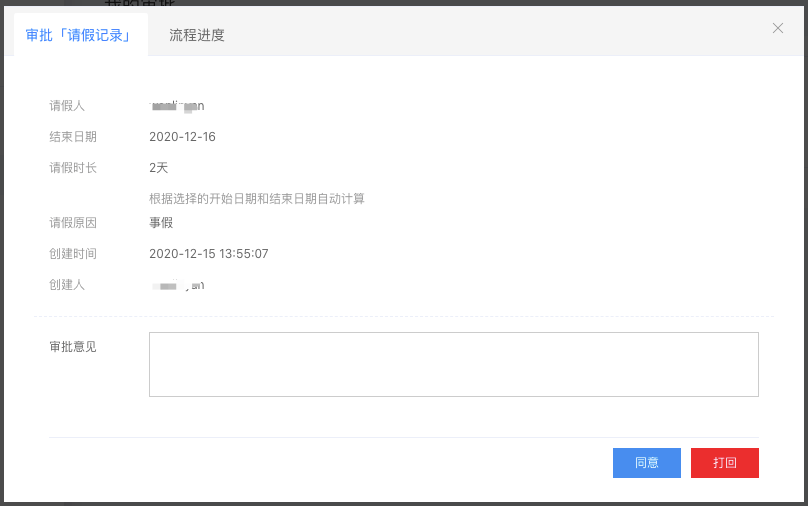 审批「请假记录」 流程进度
请假人
结束日期 2020-12-16
请假时长 2天
根据选择的开始日期和结束日期自动计算
请假原因 事假
创建时间 2020-12-15 13:55:07
创建人
审批意见
同意 打回